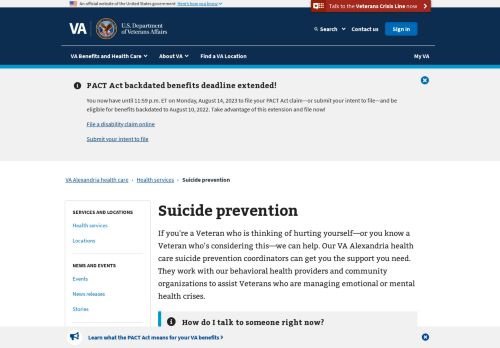 An official website of the United States government Here's how you know
Talk to the Veterans Crisis Line now
VA
U.S. Department
of Veterans Affairs
Search
Contact us
Sign in
VA Benefits and Health Care
About VA
Find a VA Location
My VA
PACT Act backdated benefits deadline extended!
You now have until 11:59 p.m. ET on Monday, August 14, 2023 to file your PACT Act claim—or submit your intent to file—and be
eligible for benefits backdated to August 10, 2022. Take advantage of this extension and file now!
File a disability claim online
Submit your intent to file
VA Alexandria health care › Health services › Suicide prevention
SERVICES AND LOCATIONS
Health services
Locations
NEWS AND EVENTS
Events
News releases
Stories
Suicide prevention
If you're a Veteran who is thinking of hurting yourself—or you know a
Veteran who's considering this—we can help. Our VA Alexandria health
care suicide prevention coordinators can get you the support you need.
They work with our behavioral health providers and community
organizations to assist Veterans who are managing emotional or mental
health crises.
How do I talk to someone right now?
Learn what the PACT Act means for your VA benefits